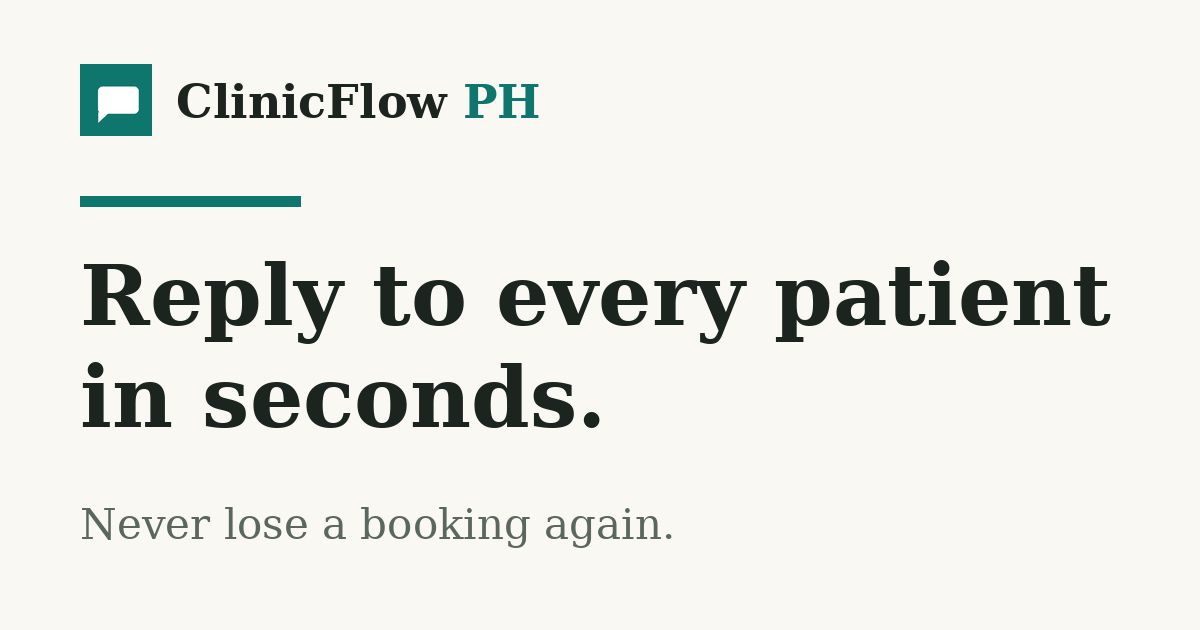 ClinicFlow PH
Reply to every patient
in seconds.
Never lose a booking again.